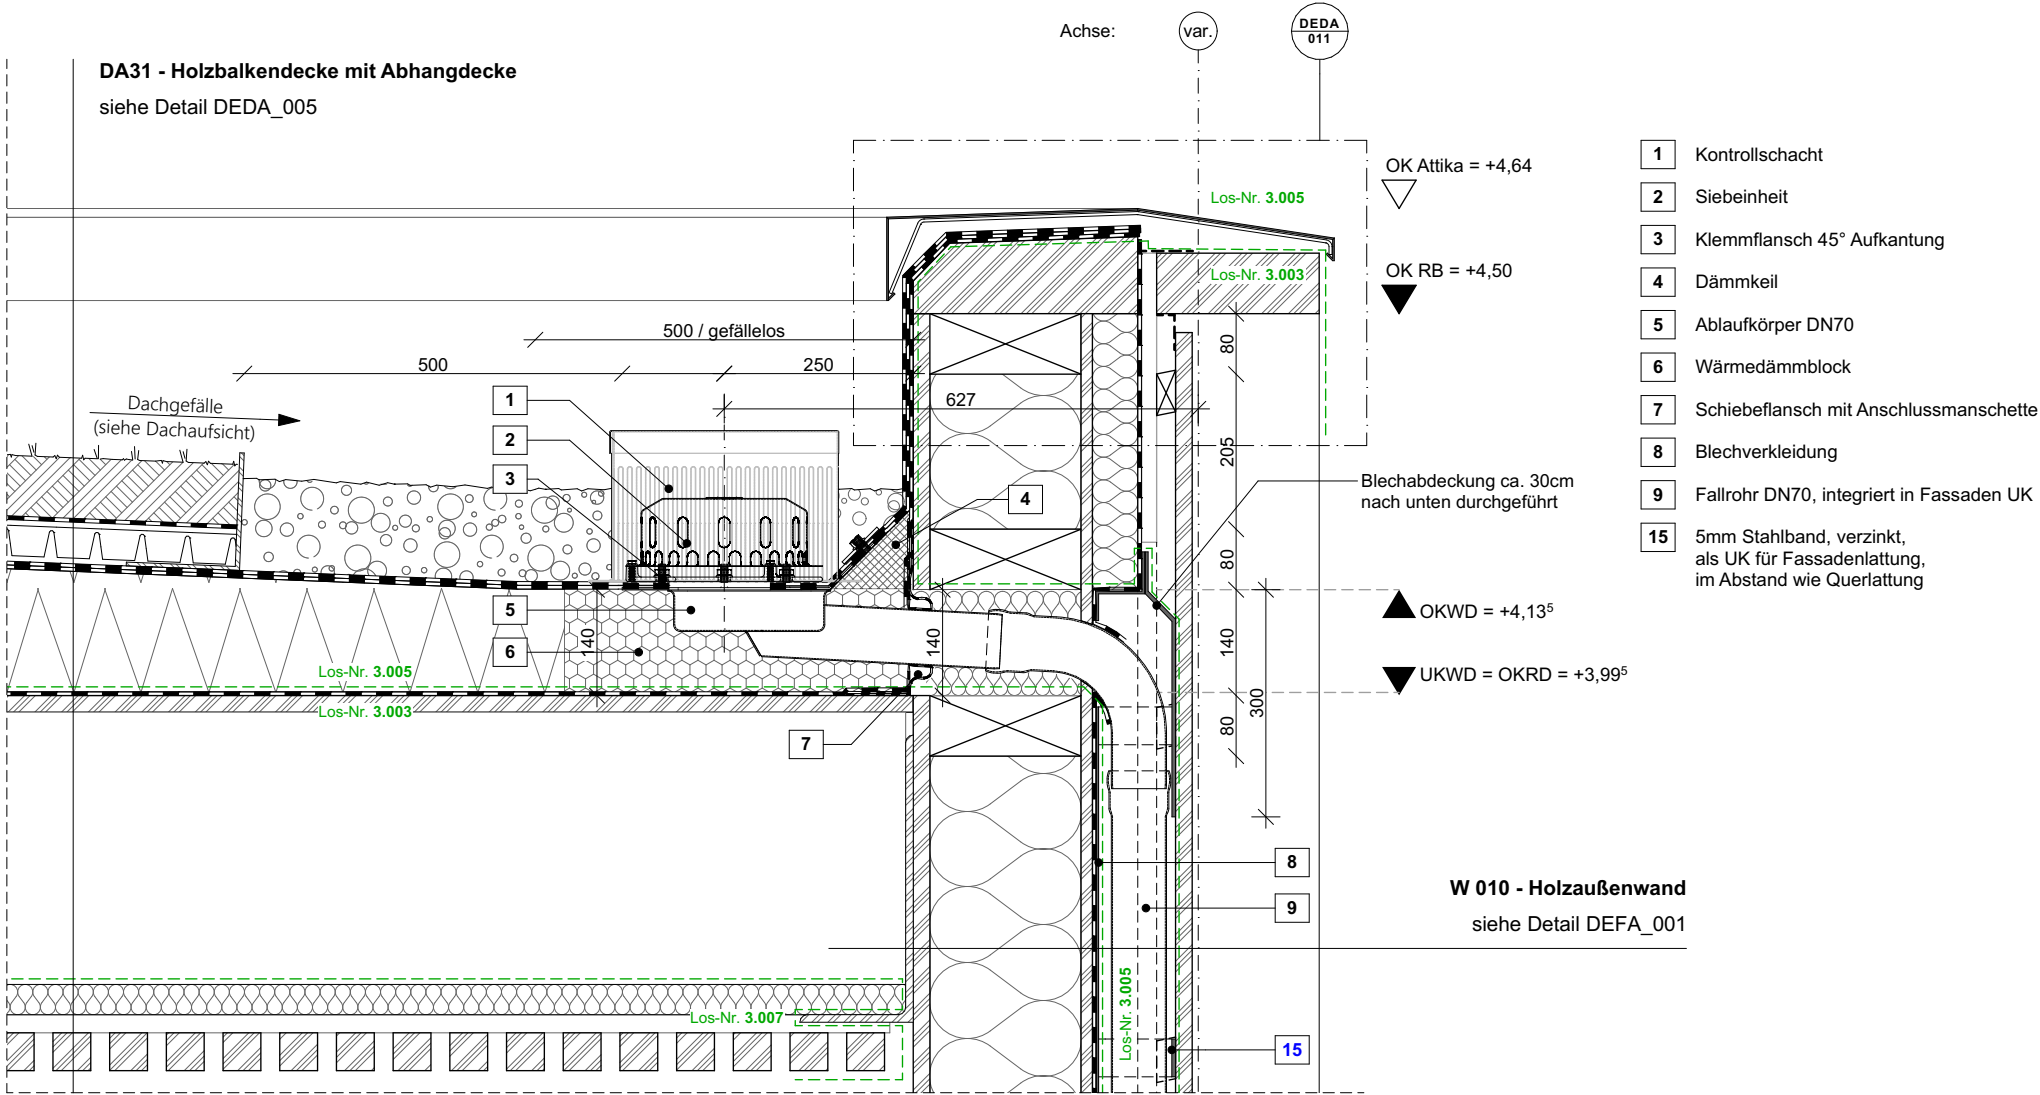 Achse:
var.
DEDA
011
DA31 - Holzbalkendecke mit Abhangdecke
siehe Detail DEDA_005
OK Attika = +4,64
Los-Nr. 3.005
OK RB = +4,50
Los-Nr. 3.003
1 Kontrollschacht
2 Siebeinheit
3 Klemmflansch 45° Aufkantung
4 Dämmkeil
5 Ablaufkörper DN70
6 Wärmedämmblock
7 Schiebeflansch mit Anschlussmanschette
8 Blechverkleidung
9 Fallrohr DN70, integriert in Fassaden UK
15 5mm Stahlband, verzinkt,
als UK für Fassadenlattung,
im Abstand wie Querlattung
500 / gefällelos
500
250
627
80
205
80
140
80
300
Dachgefälle
(siehe Dachaufsicht)
1
2
3
4
Blechabdeckung ca. 30cm
nach unten durchgeführt
5
6
140
140
OKWD = +4,13⁵
UKWD = OKRD = +3,99⁵
Los-Nr. 3.005
Los-Nr. 3.003
7
8
9
W 010 - Holzaußenwand
siehe Detail DEFA_001
Los-Nr. 3.005
Los-Nr. 3.007
15